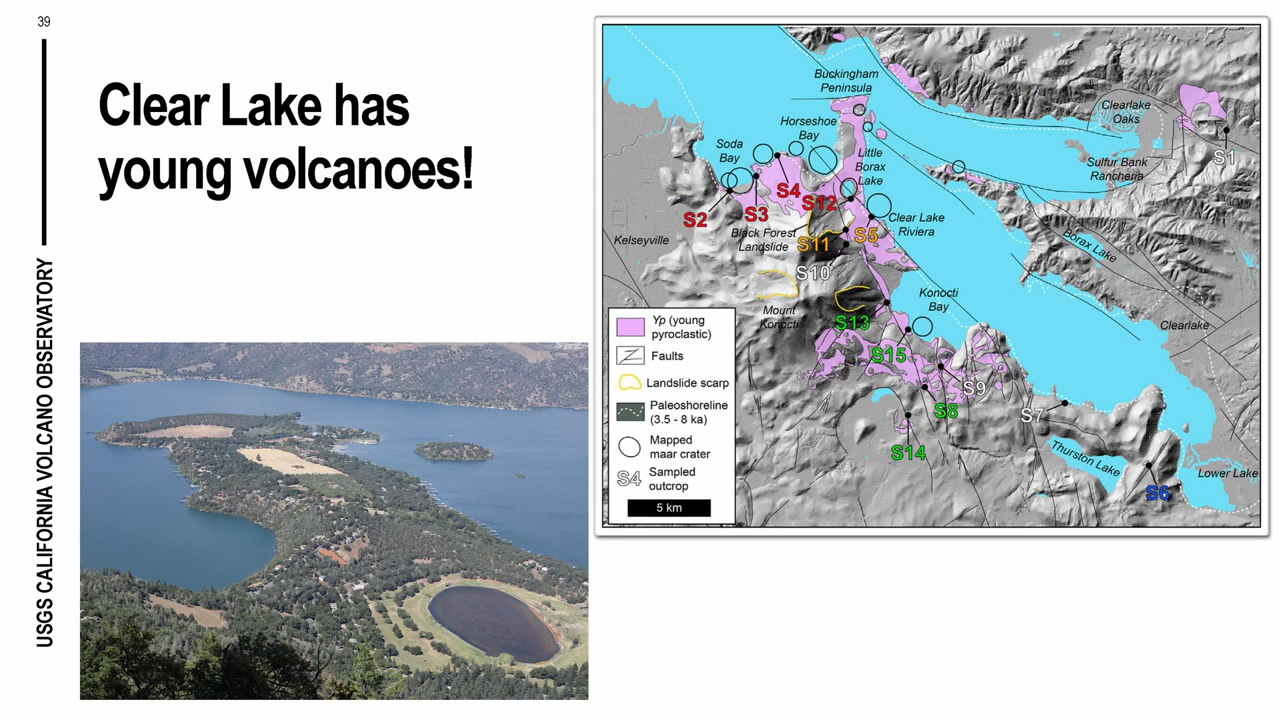 39
Clear Lake has
young volcanoes!
USGS CALIFORNIA VOLCANO OBSERVATORY
Buckingham
Peninsula
Clearlake
Oaks
Horseshoe
Bay
Soda
Bay
Little
Borax
Lake
S1
Sulfur Bank
Rancheria
S4
S12
S2
S3
Clear Lake
Riviera
Kelseyville
Black Forest
Landslide
S11
S5
Borax Lake
S10
Konocti
Bay
Mount
Konocti
S13
Clearlake
S15
S9
S8
S7
S14
Thurston Lake
Lower Lake
S6
Yp (young
pyroclastic)
Faults
Landslide scarp
Paleoshoreline
(3.5 - 8 ka)
Mapped
maar crater
S4
Sampled
outcrop
5 km